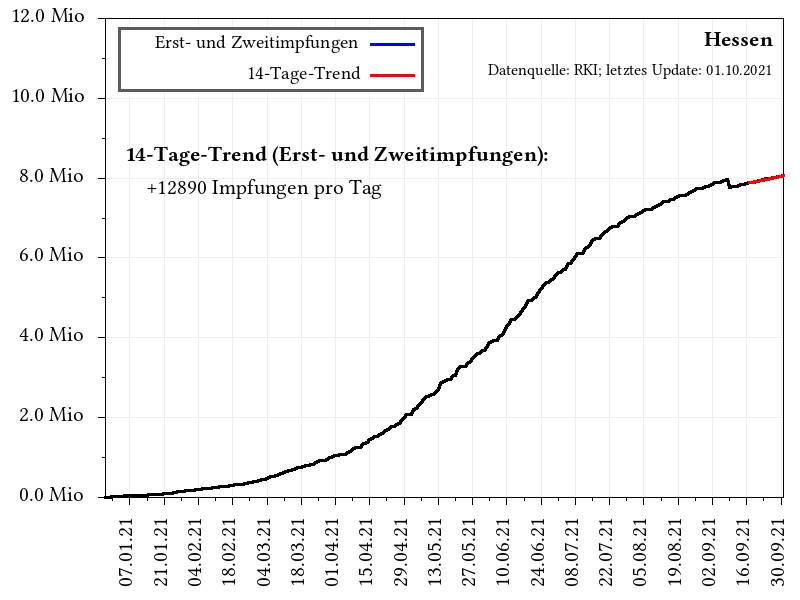 12.0 Mio
10.0 Mio
8.0 Mio
6.0 Mio
4.0 Mio
2.0 Mio
0.0 Mio
Erst- und Zweitimpfungen
14-Tage-Trend
Hessen
Datenquelle: RKI; letztes Update: 01.10.2021
14-Tage-Trend (Erst- und Zweitimpfungen):
+12890 Impfungen pro Tag
07.01.21
21.01.21
04.02.21
18.02.21
04.03.21
18.03.21
01.04.21
15.04.21
29.04.21
13.05.21
27.05.21
10.06.21
24.06.21
08.07.21
22.07.21
05.08.21
19.08.21
02.09.21
16.09.21
30.09.21